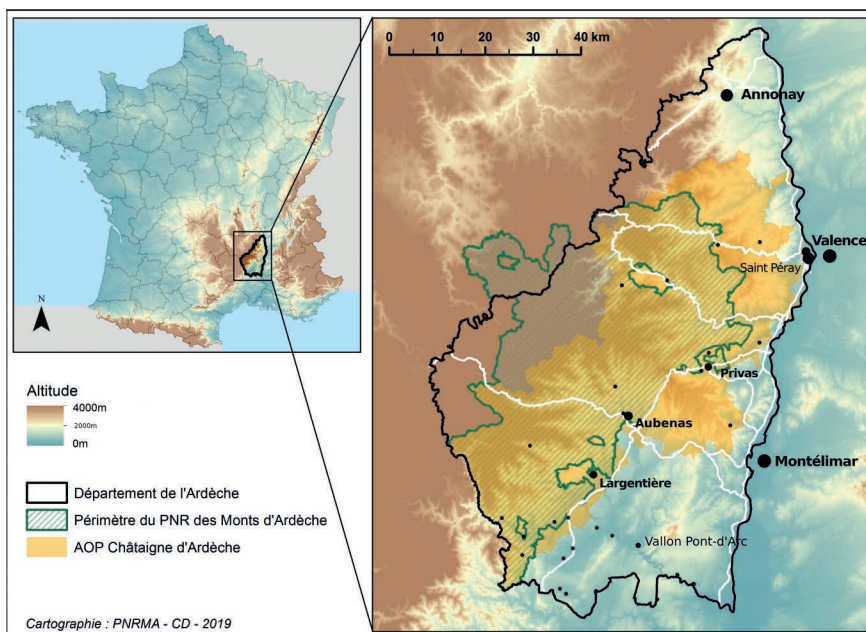 N
Altitude
4000m
2000m
0m
Département de l'Ardèche
Périmètre du PNR des Monts d'Ardèche
AOP Châtaigne d'Ardèche
Cartographie : PNRMA - CD - 2019
0 10 20 30 40 km
Annonay
Valence
Saint Péray
Privas
Aubenas
Montélimar
Largentière
Vallon Pont-d'Arc